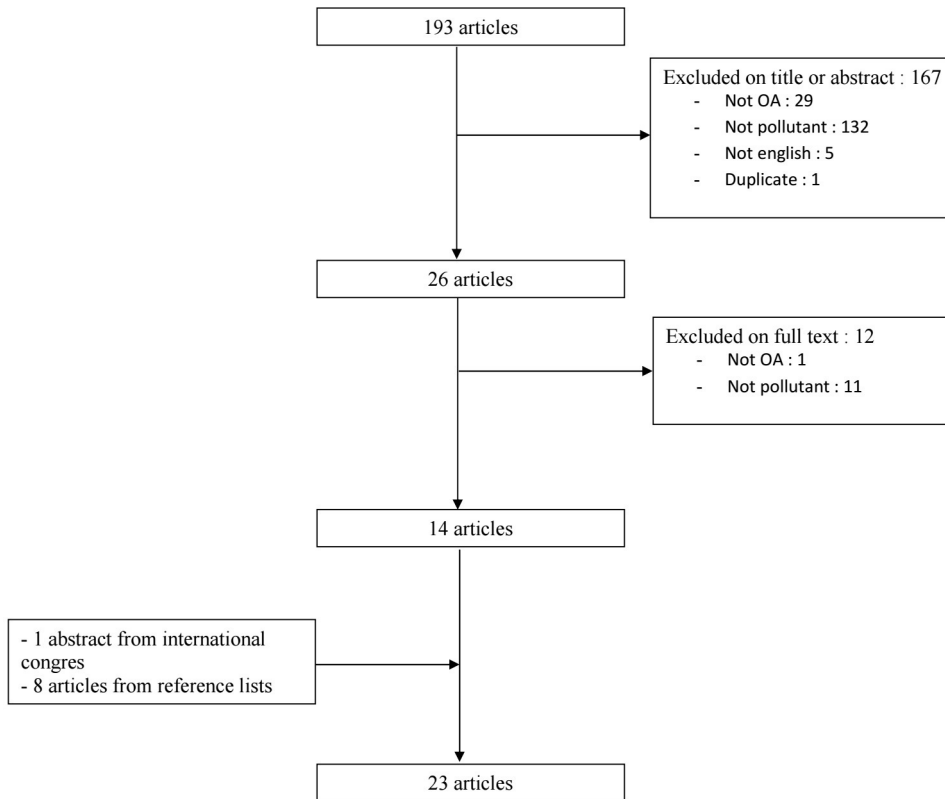 193 articles
Excluded on title or abstract : 167
- Not OA : 29
- Not pollutant : 132
- Not english : 5
- Duplicate : 1
26 articles
Excluded on full text : 12
- Not OA : 1
- Not pollutant : 11
14 articles
- 1 abstract from international
congres
- 8 articles from reference lists
23 articles